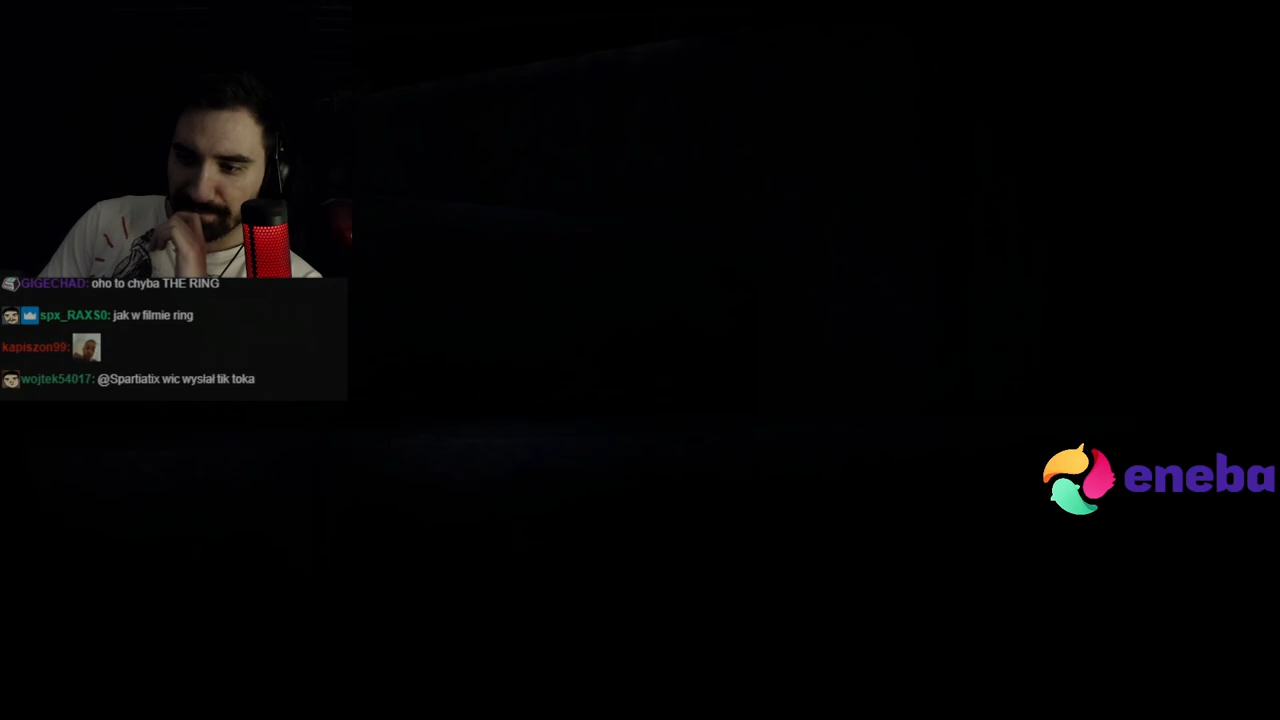 GIGECHAD: oho to chyba THE RING
spx_RAXS0: jak w filmie ring
kapiszon99:
wojtek54017: @Spartiatix wic wysłał tik toka
eneba